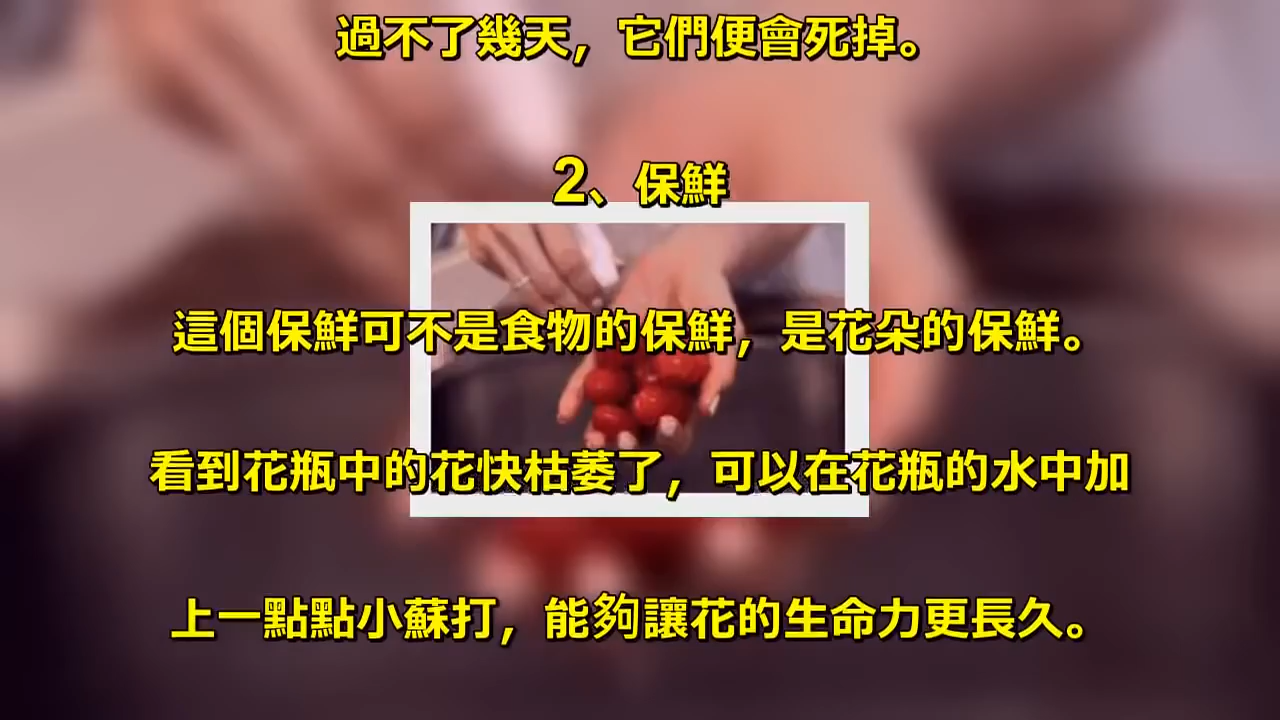 過不了幾天，它們便會死掉。
2、保鮮
這個保鮮可不是食物的保鮮，是花朵的保鮮。
看到花瓶中的花快枯萎了，可以在花瓶的水中加
上一點點小蘇打，能夠讓花的生命力更長久。